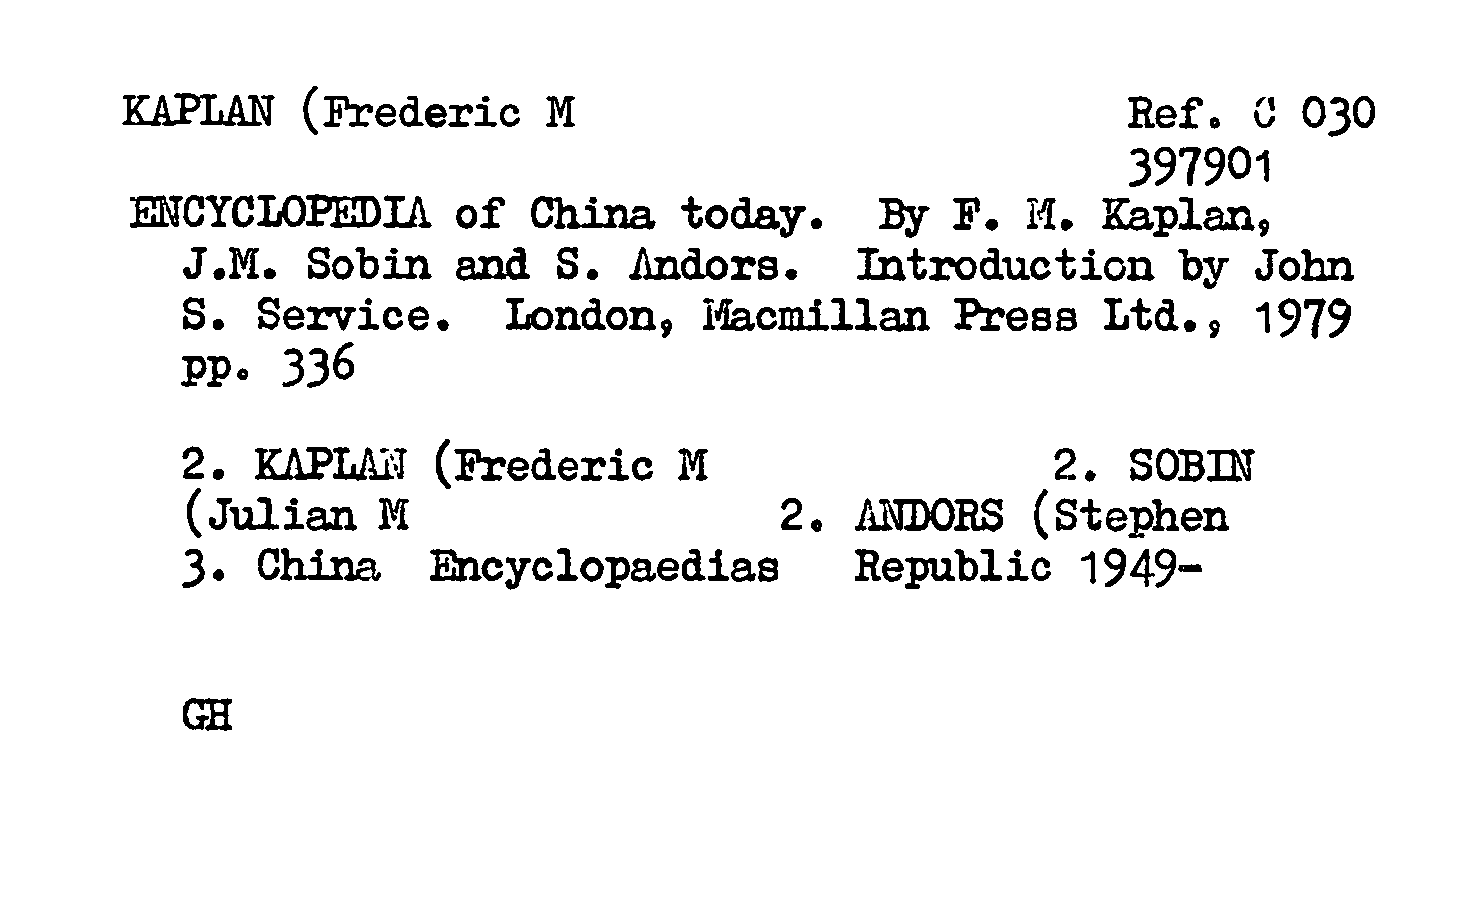 KAPLAN (Frederic M Ref. C 030
397901
ENCYCLOPEDIA of China today. By F. M. Kaplan,
J.M. Sobin and S. Andors. Introduction by John
S. Service. London, Macmillan Press Ltd., 1979
pp. 336
2. KAPLAN (Frederic M 2. SOBIN
(Julian M 2. ANDORS (Stephen
3. China Encyclopaedias Republic 1949-
GH